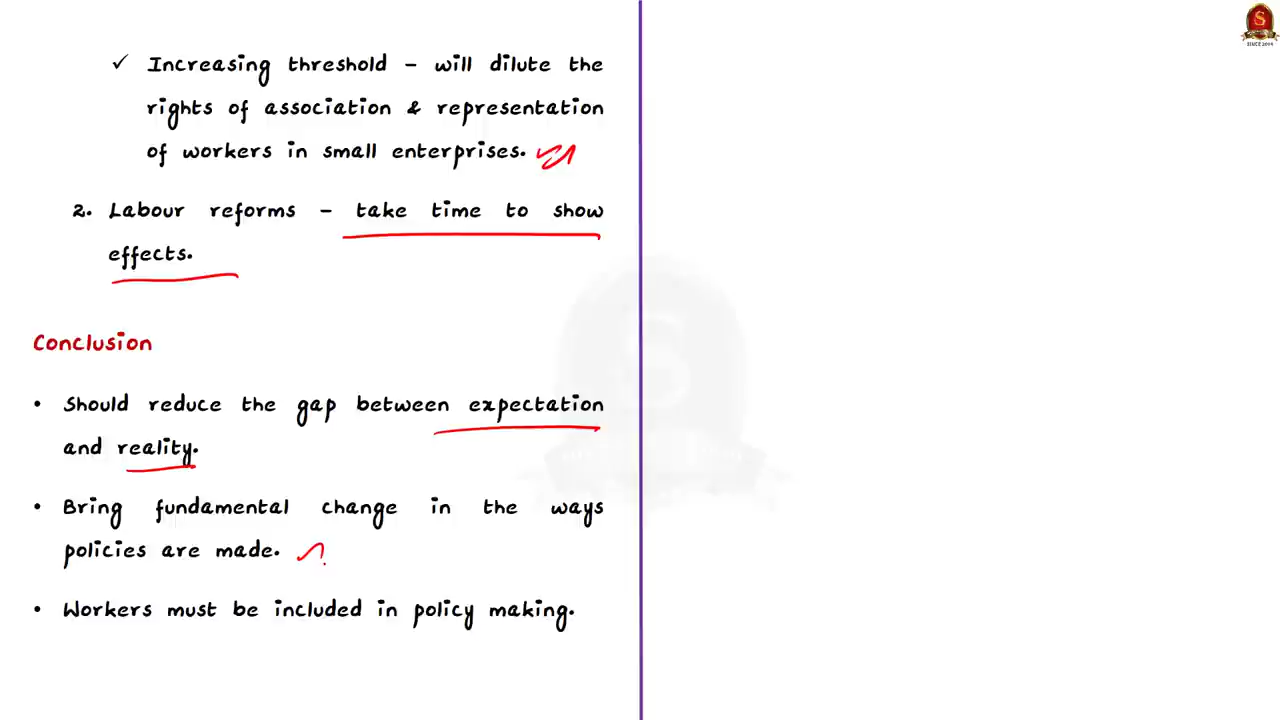 ✓ Increasing threshold – will dilute the
rights of association & representation
of workers in small enterprises.
2. Labour reforms – take time to show
effects.
Conclusion
• Should reduce the gap between expectation
and reality.
• Bring fundamental change in the ways
policies are made.
• Workers must be included in policy making.
S
SINCE 2004
S